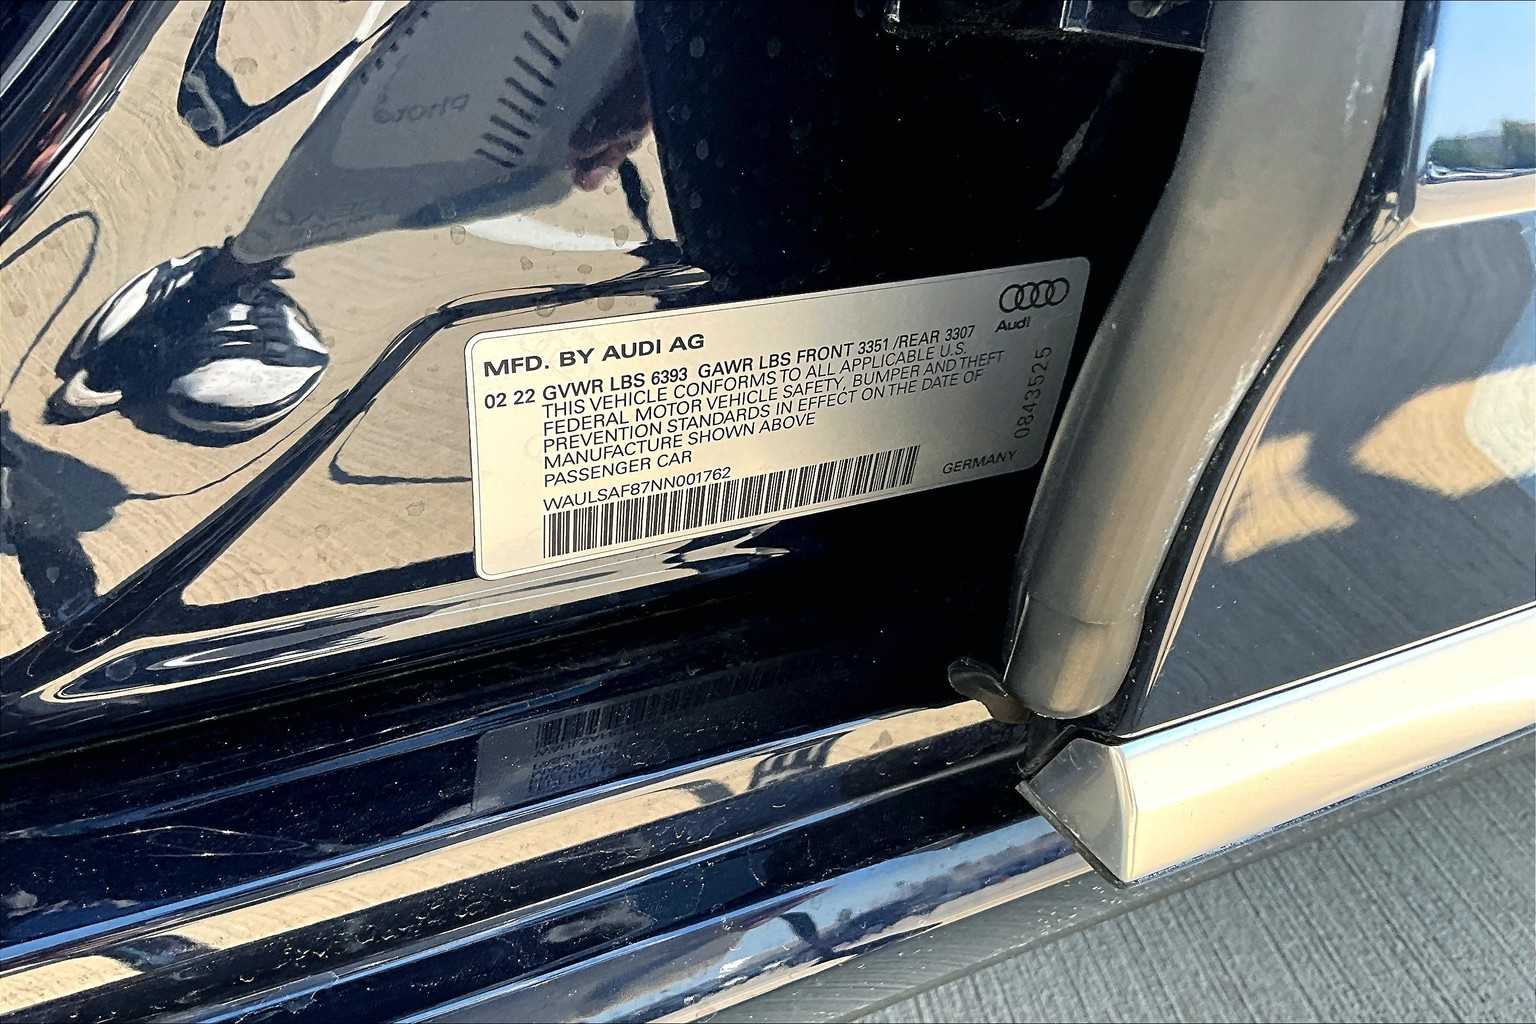 Audi
MFD. BY AUDI AG
02 22 GVWR LBS 6393 GAWR LBS FRONT 3351 /REAR 3307
THIS VEHICLE CONFORMS TO ALL APPLICABLE U.S.
FEDERAL MOTOR VEHICLE SAFETY, BUMPER AND THEFT
PREVENTION STANDARDS IN EFFECT ON THE DATE OF
MANUFACTURE SHOWN ABOVE
PASSENGER CAR
WAULSAF87NN001762
GERMANY
0843525